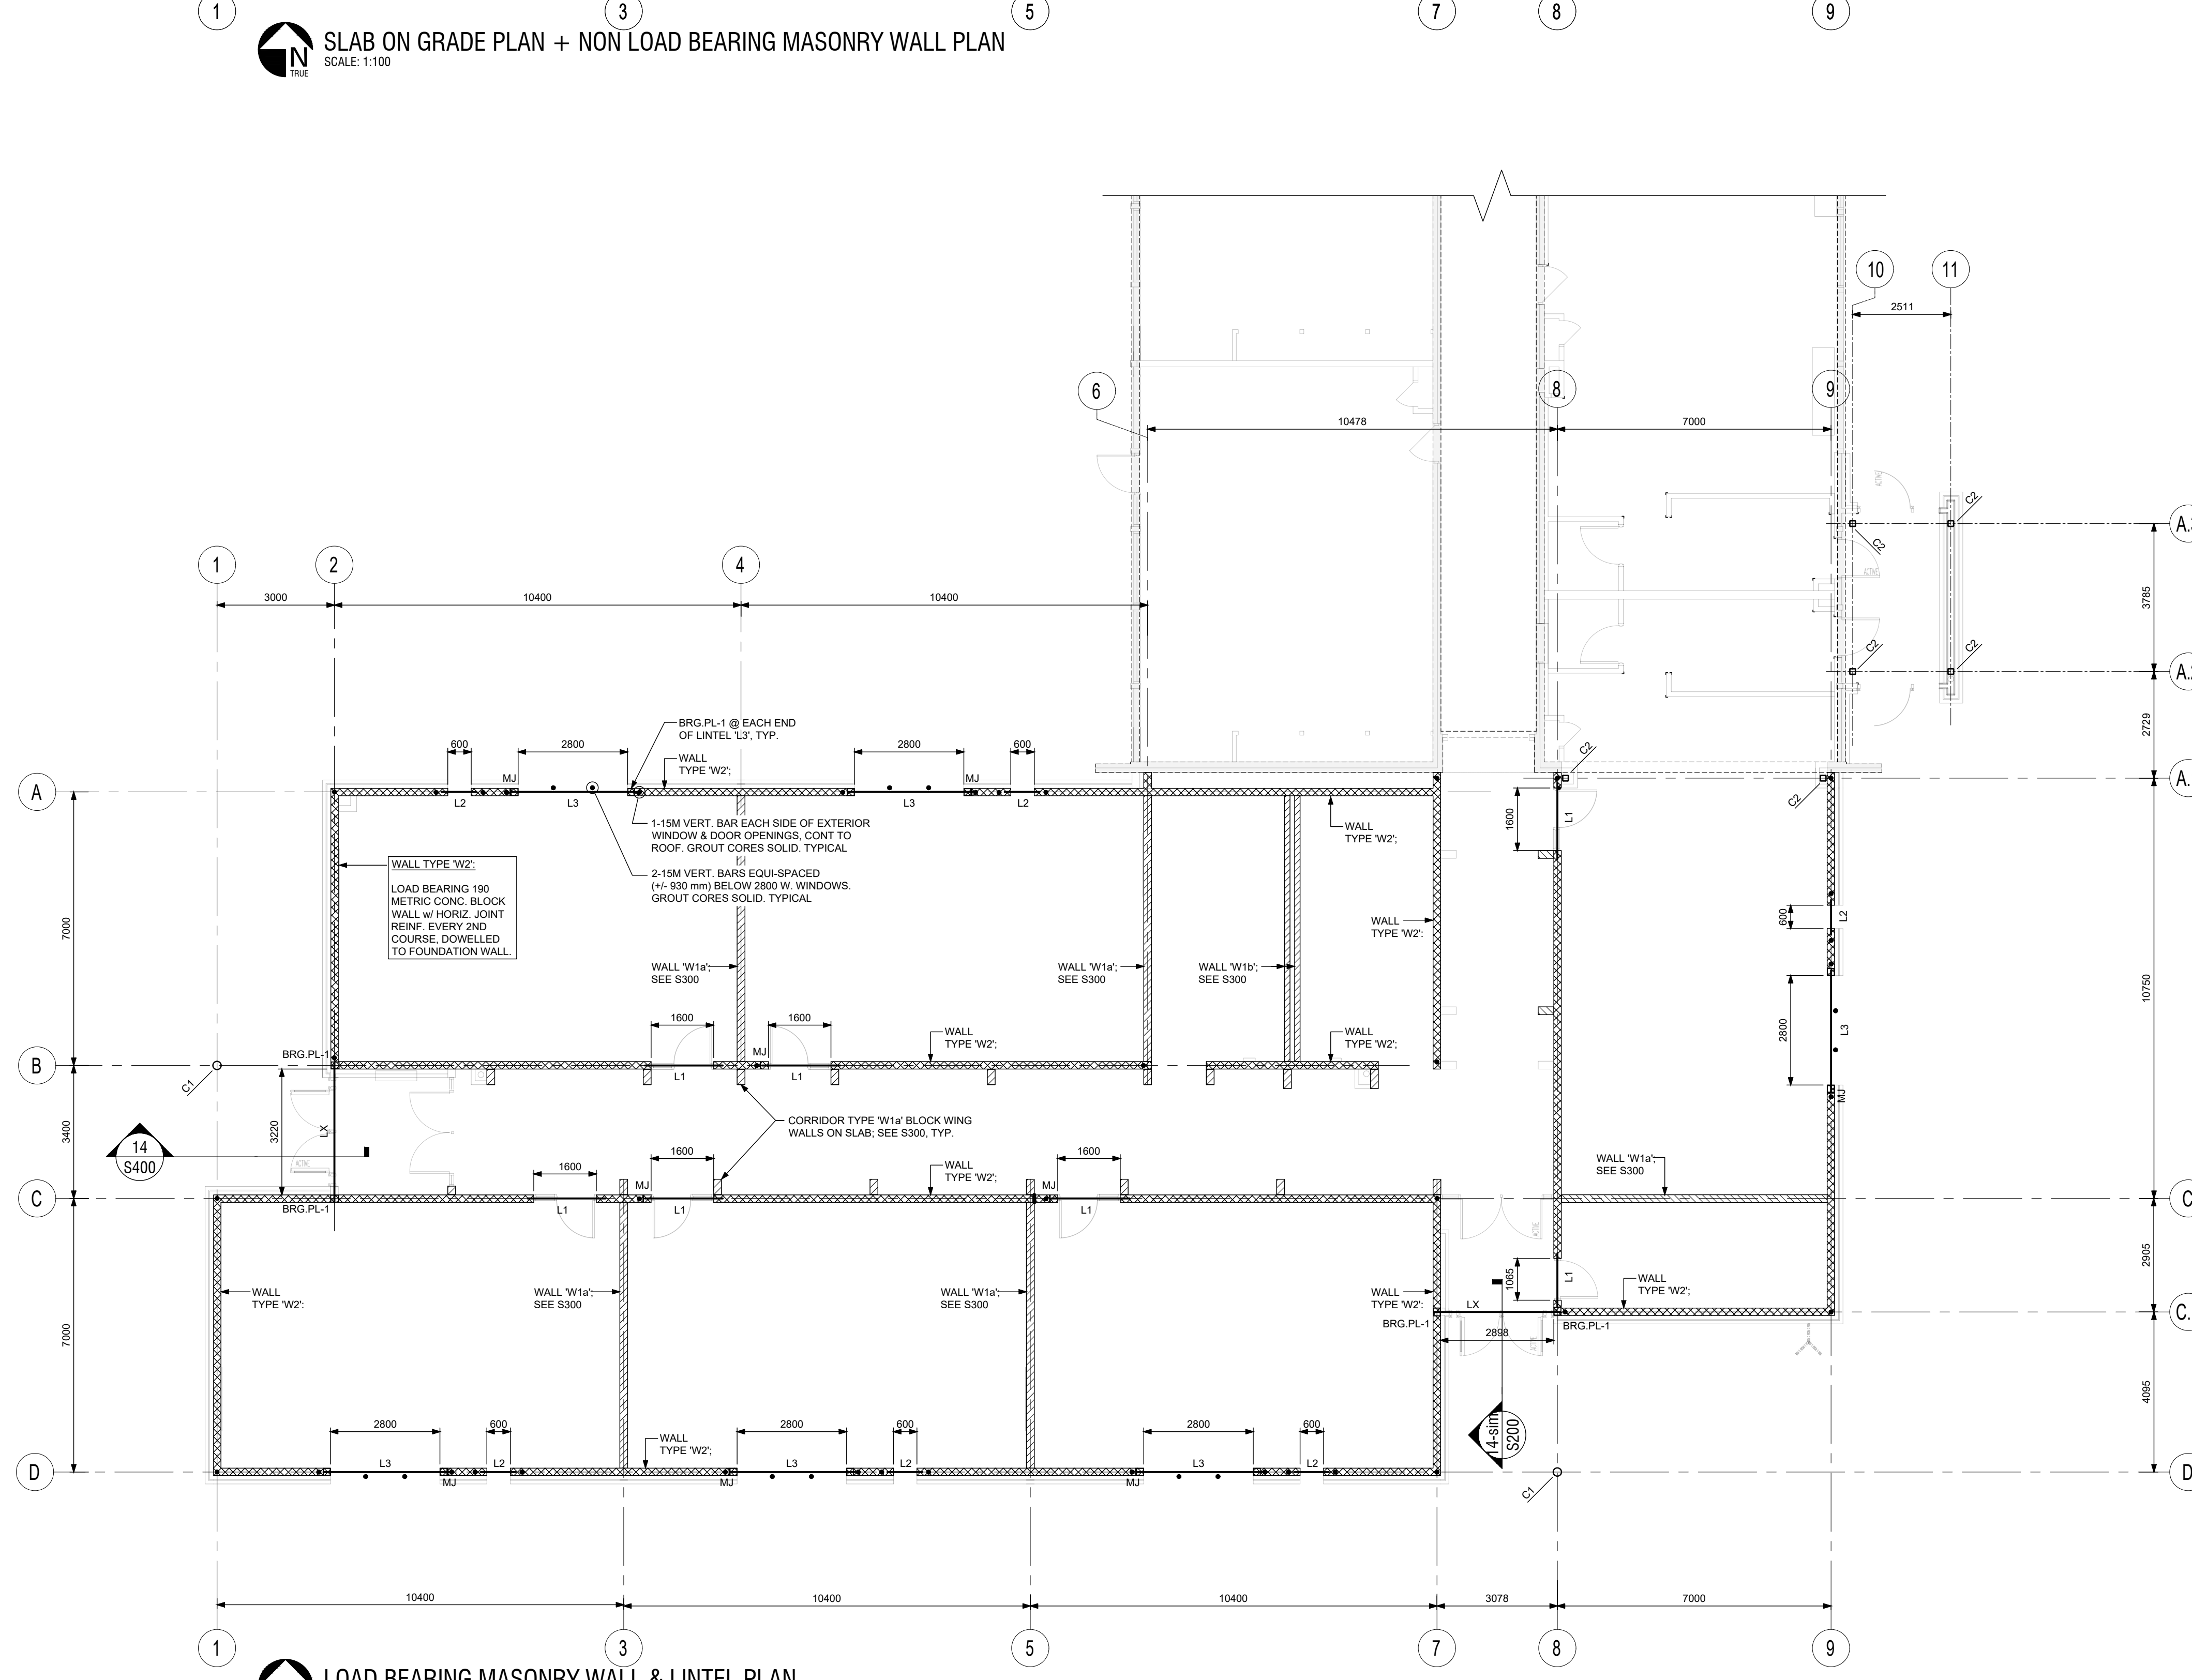 1
3
5
7
8
9
N
TRUE
SLAB ON GRADE PLAN + NON LOAD BEARING MASONRY WALL PLAN
SCALE: 1:100
10
11
2511
6
8
9
10478
7000
C2
C2
C2
C2
3785
2729
1
2
4
3000
10400
10400
BRG.PL-1 @ EACH END
OF LINTEL 'L3', TYP.
600
2800
2800
600
WALL
TYPE 'W2';
C2
C2
MJ
MJ
A
L2
L3
L3
L2
1-15M VERT. BAR EACH SIDE OF EXTERIOR
WINDOW & DOOR OPENINGS, CONT TO
ROOF. GROUT CORES SOLID. TYPICAL
2-15M VERT. BARS EQUI-SPACED
(+/- 930 mm) BELOW 2800 W. WINDOWS.
GROUT CORES SOLID. TYPICAL
WALL
TYPE 'W2';
1600
L1
WALL TYPE 'W2':
LOAD BEARING 190
METRIC CONC. BLOCK
WALL w/ HORIZ. JOINT
REINF. EVERY 2ND
COURSE, DOWELLED
TO FOUNDATION WALL.
7000
WALL
TYPE 'W2':
600
L2
WALL 'W1a';
SEE S300
WALL 'W1a';
SEE S300
WALL 'W1b';
SEE S300
10750
2800
L3
MJ
1600
1600
WALL
TYPE 'W2';
WALL
TYPE 'W2';
MJ
BRG.PL-1
B
C1
L1
L1
3400
3220
LX
ACTIVE
14
S400
CORRIDOR TYPE 'W1a' BLOCK WING
WALLS ON SLAB; SEE S300, TYP.
1600
1600
1600
WALL
TYPE 'W2';
WALL 'W1a';
SEE S300
MJ
MJ
C
C
BRG.PL-1
L1
L1
L1
ACTIVE
WALL
TYPE 'W2':
WALL 'W1a';
SEE S300
WALL 'W1a';
SEE S300
WALL
TYPE 'W2':
1065
L1
WALL
TYPE 'W2';
2905
LX
BRG.PL-1
BRG.PL-1
2898
ACTIVE
7000
4095
2800
600
2800
600
2800
600
WALL
TYPE 'W2';
14-sim
S200
D
L3
L2
L3
L2
L3
L2
MJ
MJ
MJ
C1
D
10400
10400
10400
3078
7000
1
3
5
7
8
9
LOAD BEARING MASONRY WALL & LINTEL PLAN